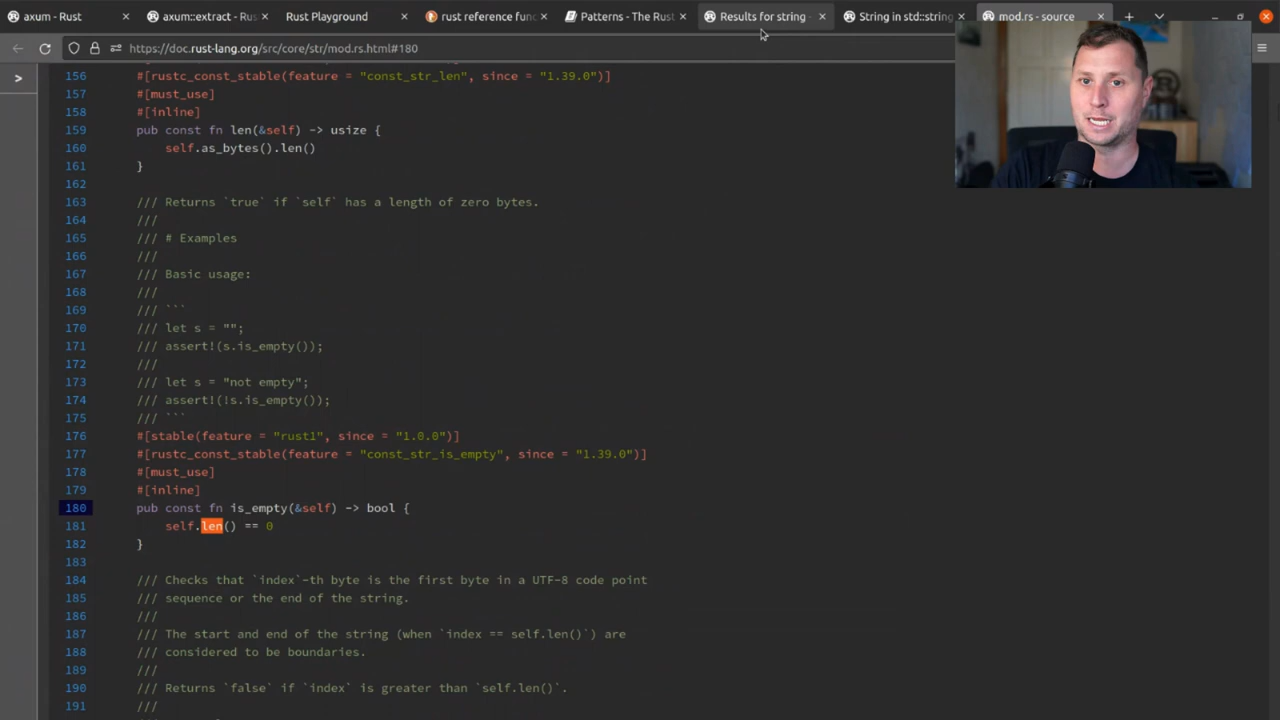 axum - Rust
axum::extract - Rus
Rust Playground
rust reference fun
Patterns - The Rust
Results for string -
String in std::string
mod.rs - source
https://doc.rust-lang.org/src/core/str/mod.rs.html#180
156 #[rustc_const_stable(feature = "const_str_len", since = "1.39.0")]
157 #[must_use]
158 #[inline]
159 pub const fn len(&self) -> usize {
160 self.as_bytes().len()
161 }
162
163 /// Returns `true` if `self` has a length of zero bytes.
164 ///
165 /// # Examples
166 ///
167 /// Basic usage:
168 ///
169 /// ```
170 /// let s = "";
171 /// assert!(s.is_empty());
172 ///
173 /// let s = "not empty";
174 /// assert!(!s.is_empty());
175 /// ```
176 #[stable(feature = "rust1", since = "1.0.0")]
177 #[rustc_const_stable(feature = "const_str_is_empty", since = "1.39.0")]
178 #[must_use]
179 #[inline]
180 pub const fn is_empty(&self) -> bool {
181 self.len() == 0
182 }
183
184 /// Checks that `index`-th byte is the first byte in a UTF-8 code point
185 /// sequence or the end of the string.
186 ///
187 /// The start and end of the string (when `index == self.len()`) are
188 /// considered to be boundaries.
189 ///
190 /// Returns `false` if `index` is greater than `self.len()`.
191 ///